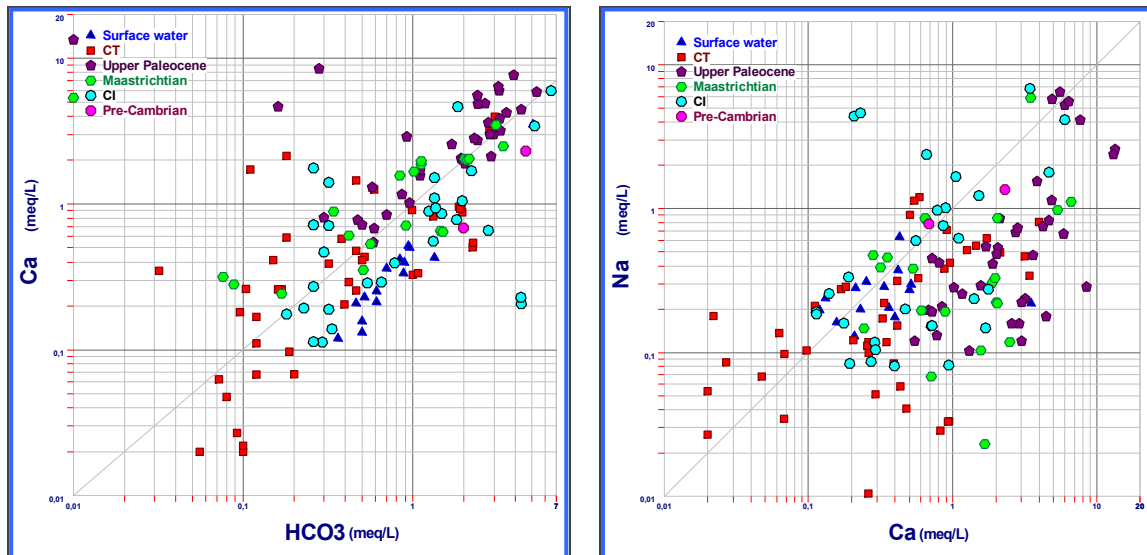 20
10
1
0,1
0,01
Ca (meq/L)
Surface water
CT
Upper Paleocene
Maastrichtian
CI
Pre-Cambrian
0,01
0,1
1
7
HCO3 (meq/L)
20
10
1
0,1
0,01
Na (meq/L)
Surface water
CT
Upper Paleocene
Maastrichtian
CI
Pre-Cambrian
0,01
0,1
1
10
20
Ca (meq/L)